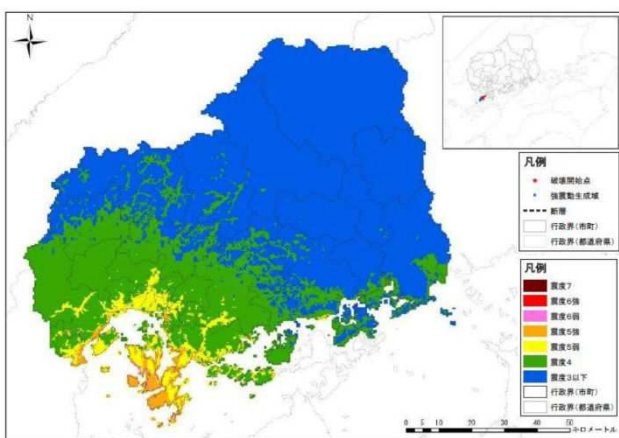 N
凡例
破壊開始点
強震動生成域
断層
行政界(市町)
行政界(都道府県)
凡例
震度7
震度6強
震度6弱
震度5強
震度5弱
震度4
震度3以下
行政界(市町)
行政界(都道府県)
0 5 10 20 30 40 50
キロメートル